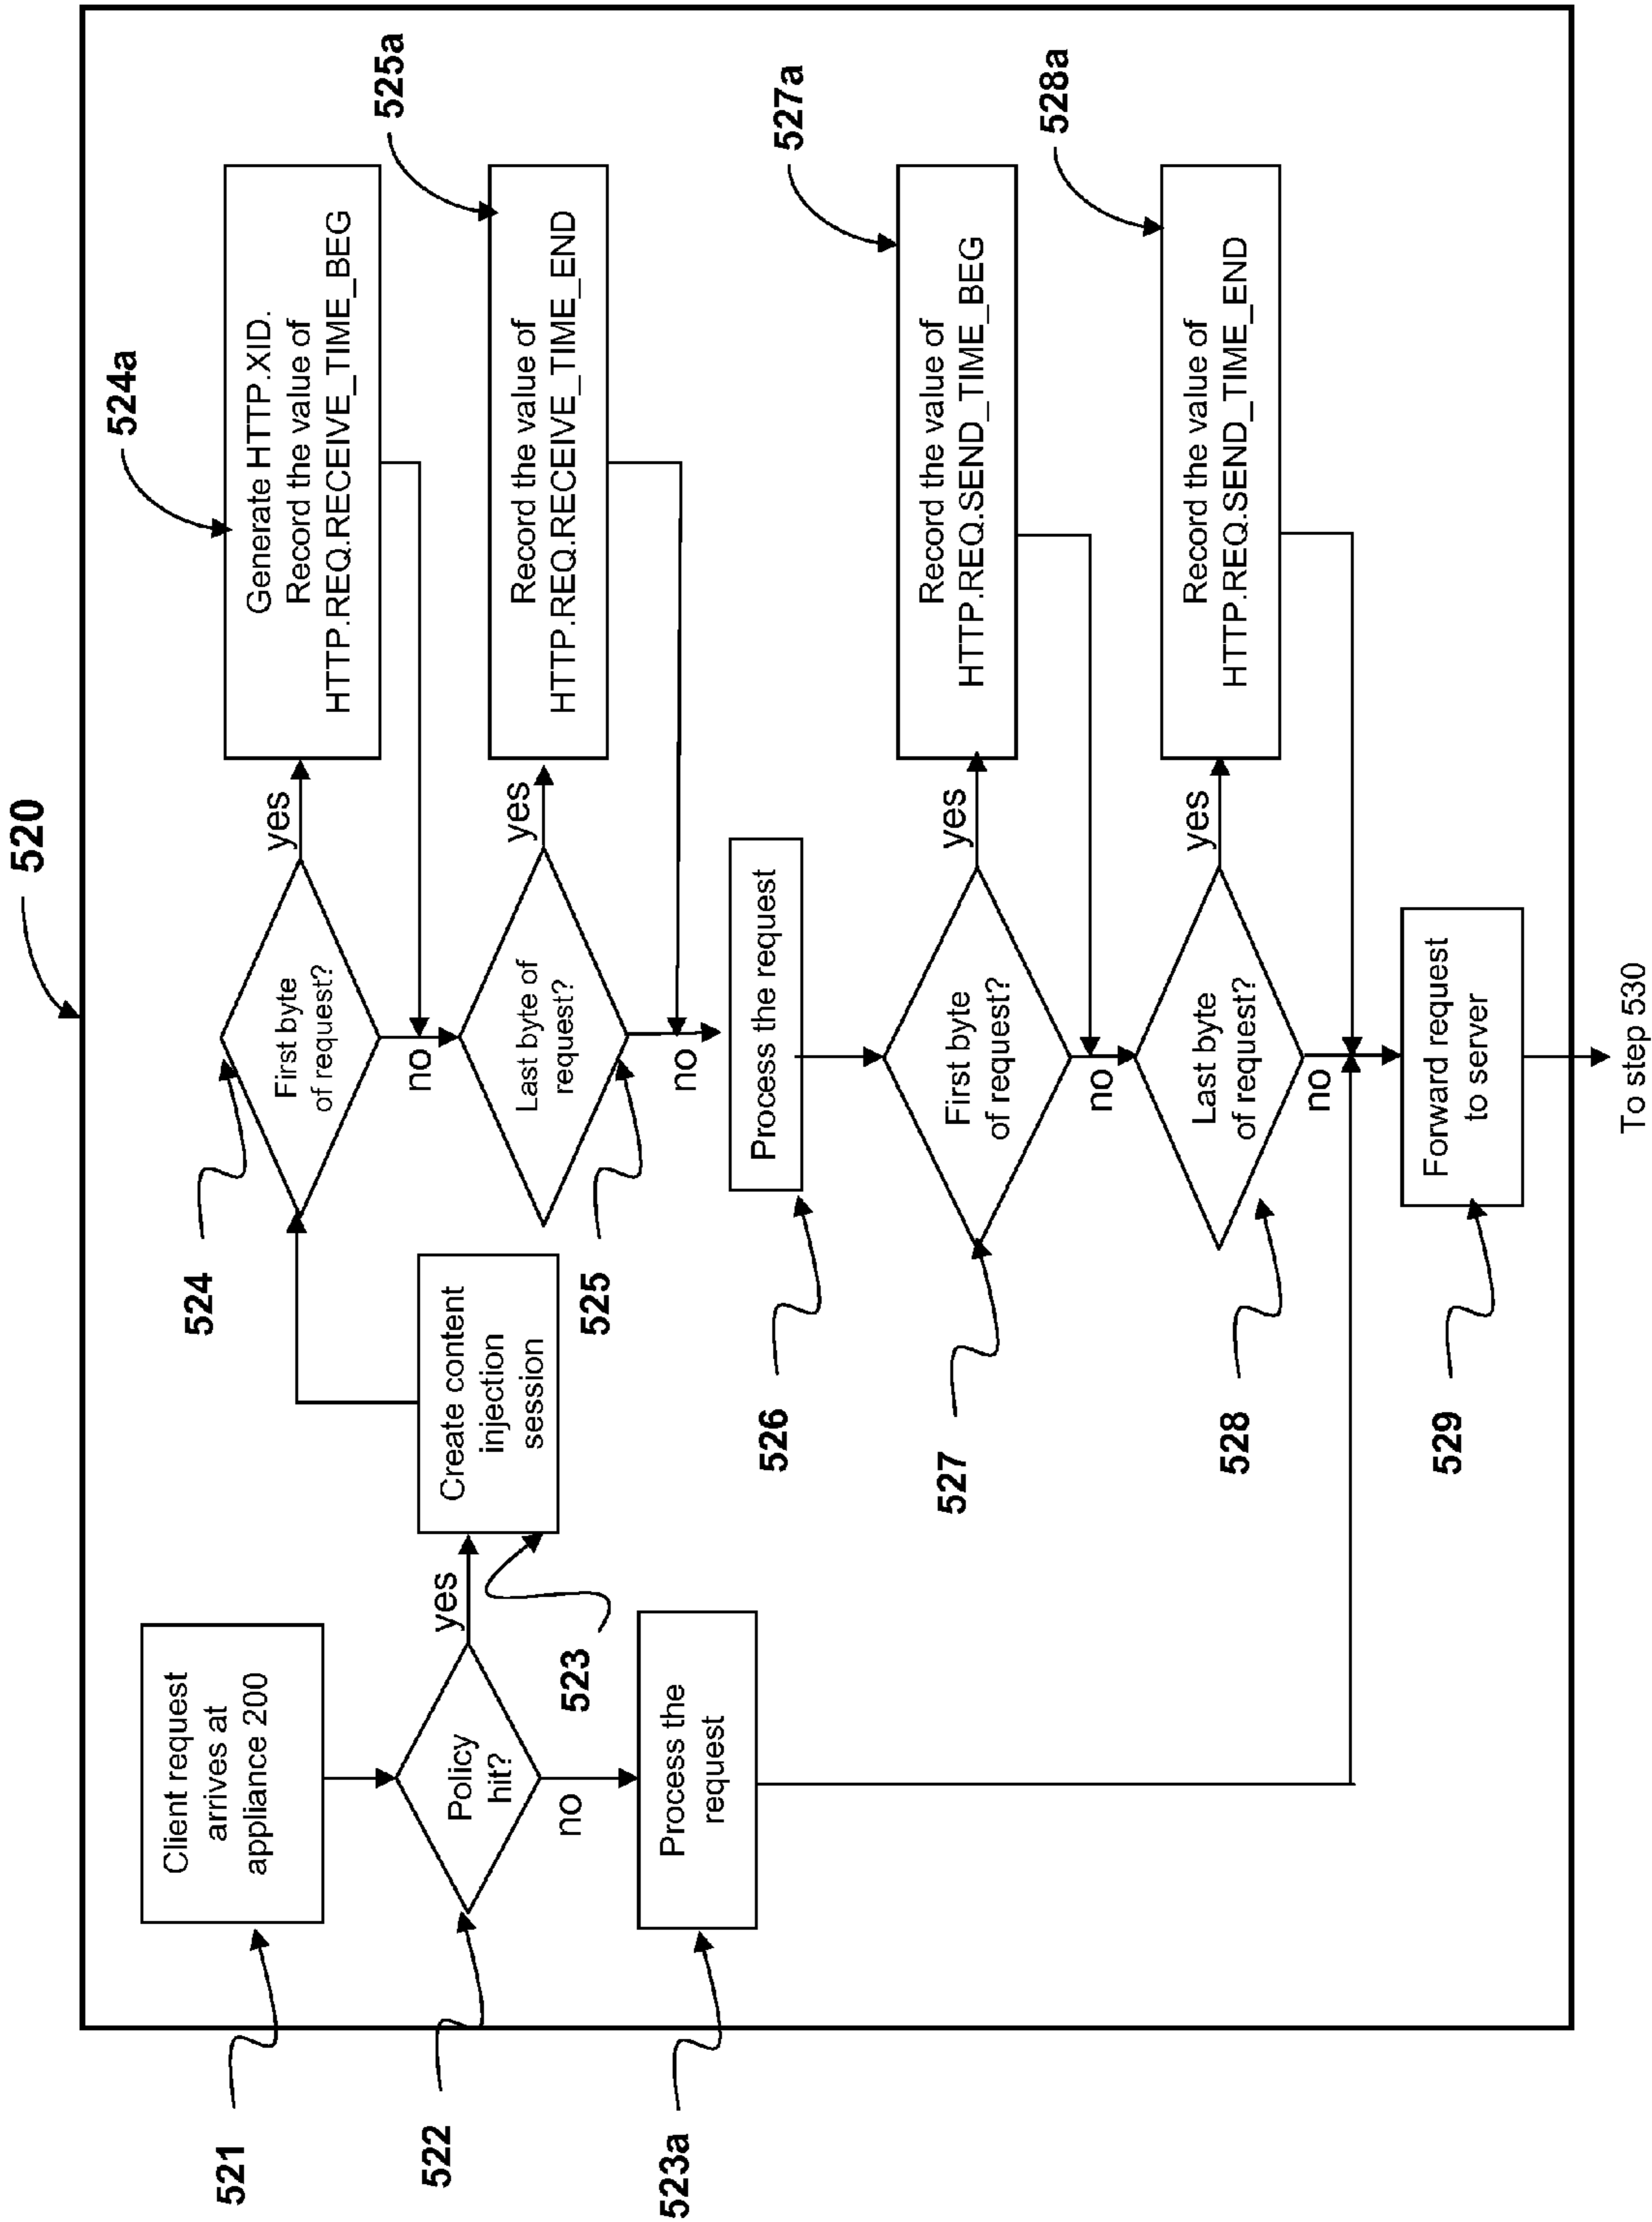 520
521
Client request
arrives at
appliance 200
522
Policy
hit?
yes
no
523
Create content
injection
session
523a
Process the
request
524
First byte
of request?
yes
no
524a
Generate HTTP.XID.
Record the value of
HTTP.REQ.RECEIVE_TIME_BEG
525
Last byte of
request?
yes
no
525a
Record the value of
HTTP.REQ.RECEIVE_TIME_END
526
Process the request
527
First byte
of request?
yes
no
527a
Record the value of
HTTP.REQ.SEND_TIME_BEG
528
Last byte
of request?
yes
no
528a
Record the value of
HTTP.REQ.SEND_TIME_END
529
Forward request
to server
To step 530